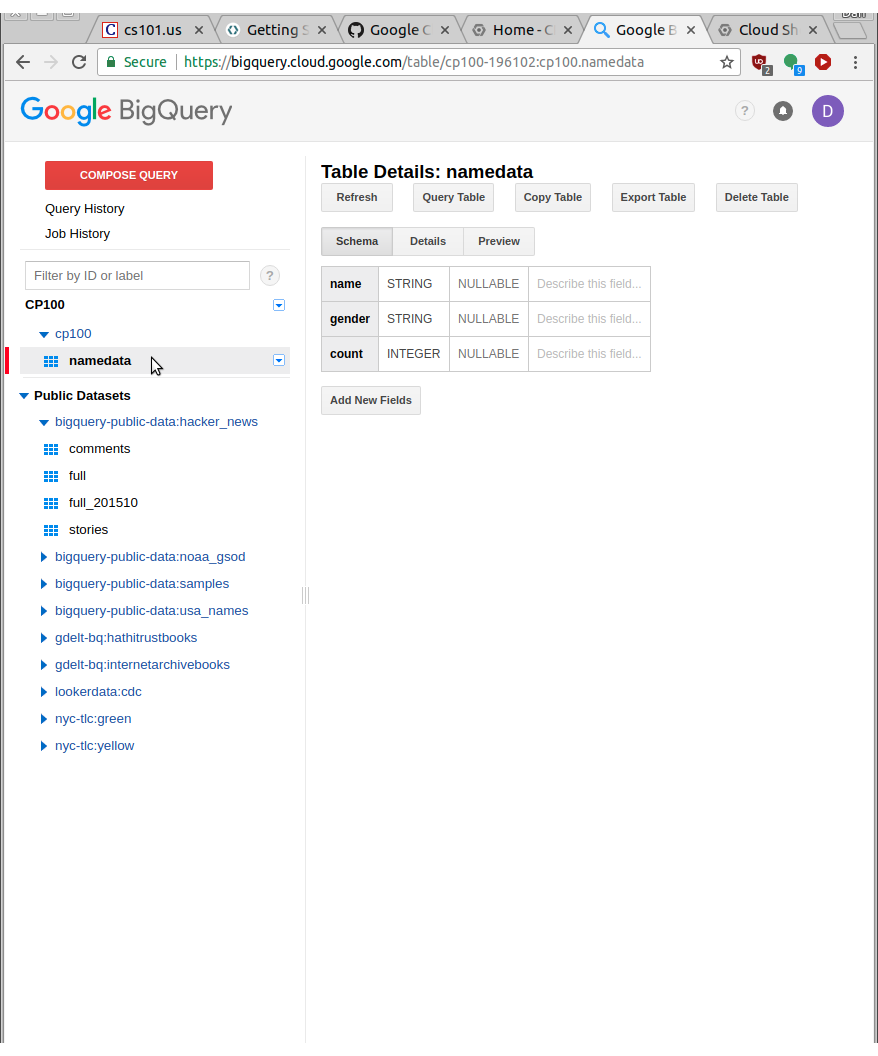 Dan
cs101.us
Getting S
Google C
Home - C
Google B
Cloud Sh
Secure https://bigquery.cloud.google.com/table/cp100-196102:cp100.namedata
2
9
Google BigQuery
?
D
COMPOSE QUERY
Query History
Job History
Filter by ID or label
?
CP100
cp100
namedata
Public Datasets
bigquery-public-data:hacker_news
comments
full
full_201510
stories
bigquery-public-data:noaa_gsod
bigquery-public-data:samples
bigquery-public-data:usa_names
gdelt-bq:hathitrustbooks
gdelt-bq:internetarchivebooks
lookerdata:cdc
nyc-tlc:green
nyc-tlc:yellow
Table Details: namedata
Refresh Query Table Copy Table Export Table Delete Table
Schema Details Preview
name STRING NULLABLE Describe this field...
gender STRING NULLABLE Describe this field...
count INTEGER NULLABLE Describe this field...
Add New Fields